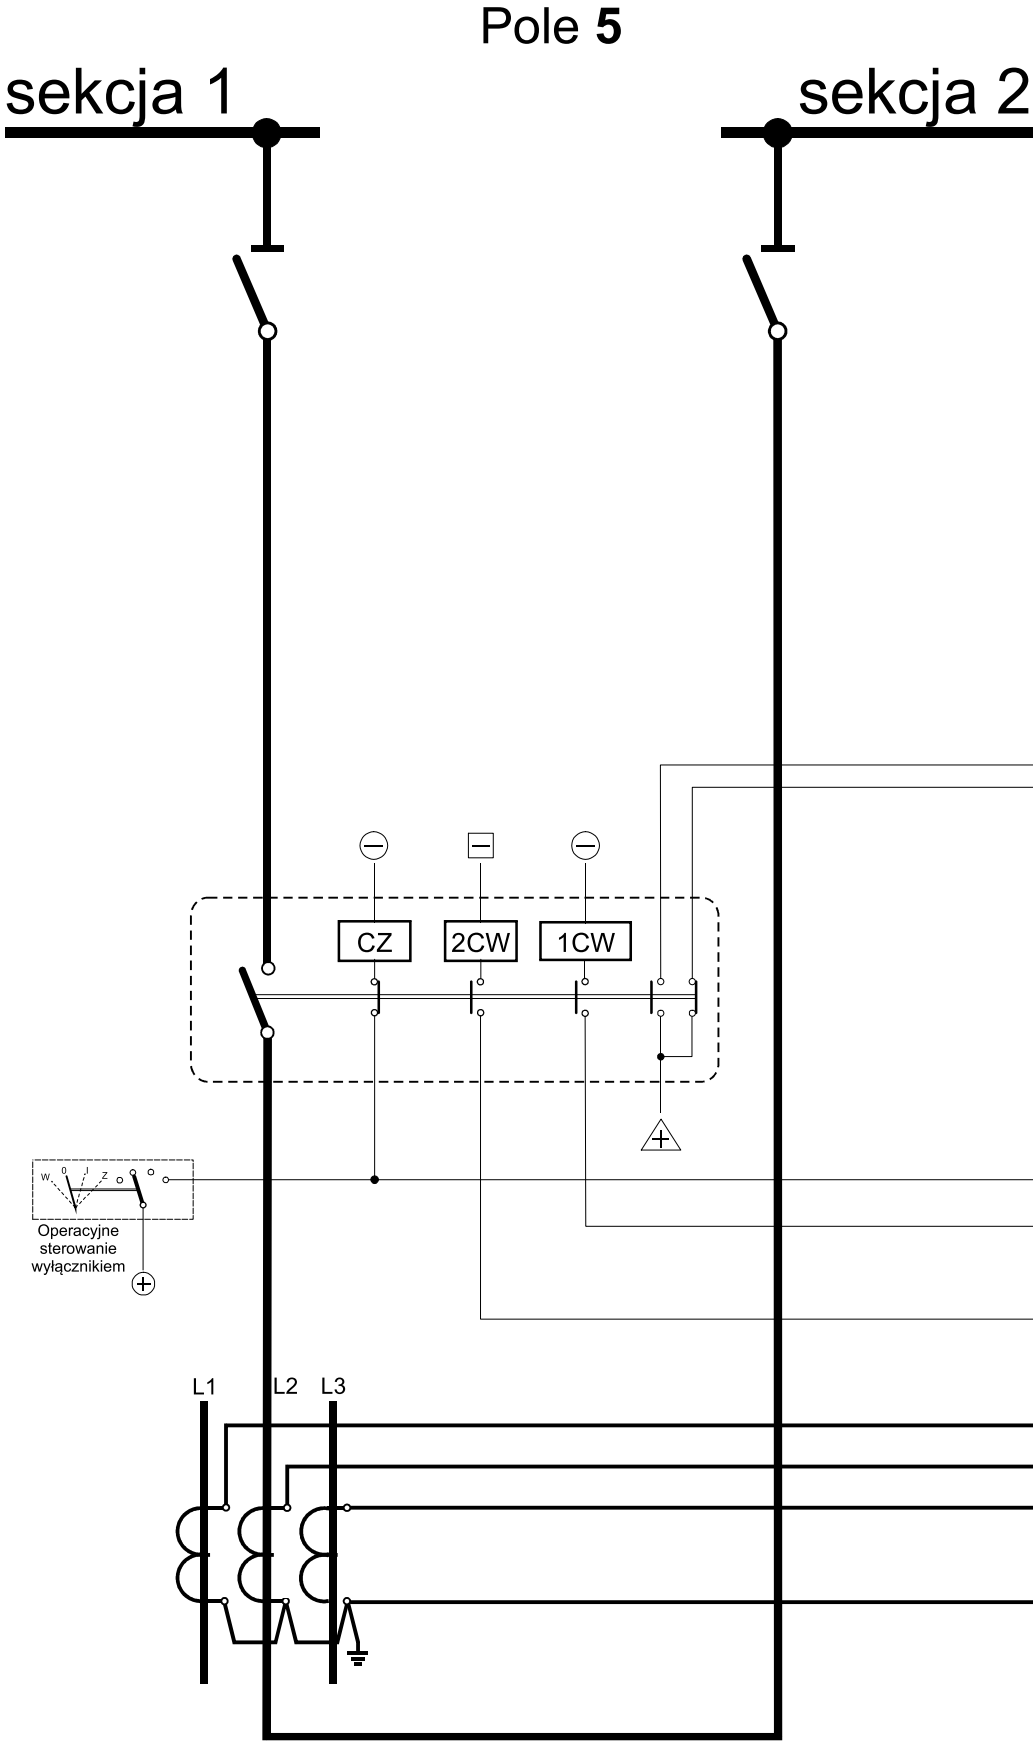 Pole 5
sekcja 1
sekcja 2
CZ
2CW
1CW
W 0 I Z
Operacyjne
sterowanie
wyłącznikiem
L1
L2
L3